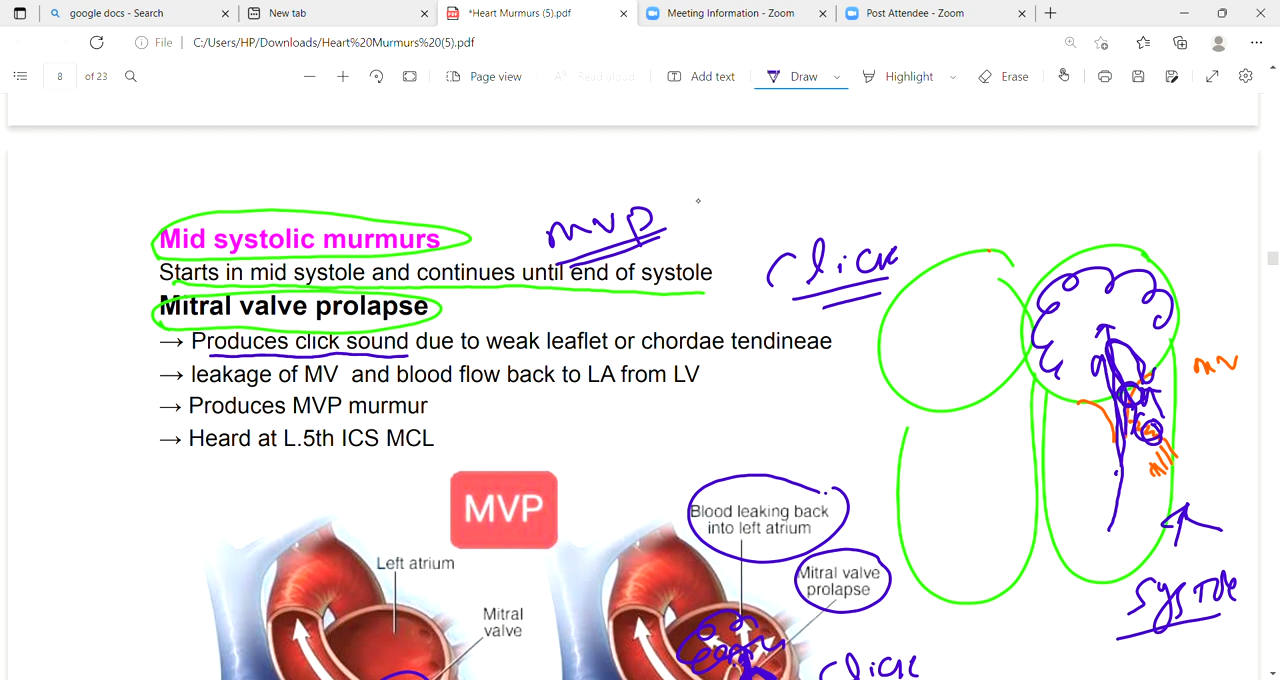 google docs - Search
New tab
*Heart Murmurs (5).pdf
Meeting Information - Zoom
Post Attendee - Zoom
File
C:/Users/HP/Downloads/Heart%20Murmurs%20(5).pdf
8 of 23
Page view
Read aloud
Add text
Draw
Highlight
Erase
Mid systolic murmurs
mvp
Starts in mid systole and continues until end of systole
click
Mitral valve prolapse
→ Produces click sound due to weak leaflet or chordae tendineae
→ leakage of MV and blood flow back to LA from LV
mv
→ Produces MVP murmur
→ Heard at L.5th ICS MCL
MVP
Blood leaking back
into left atrium
Left atrium
Mitral valve
prolapse
systole
Mitral
valve
click